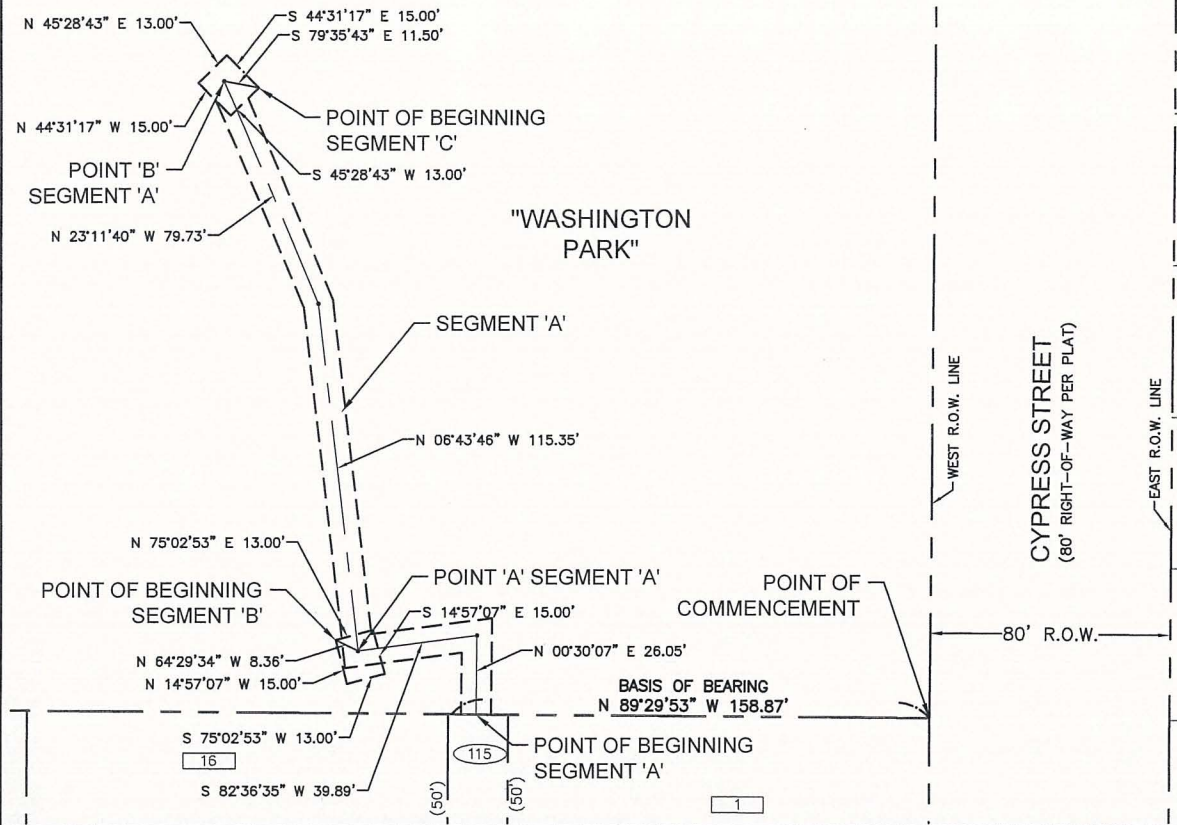 N 45°28'43" E 13.00'
S 44°31'17" E 15.00'
S 79°35'43" E 11.50'
N 44°31'17" W 15.00'
POINT OF BEGINNING
SEGMENT 'C'
POINT 'B'
SEGMENT 'A'
S 45°28'43" W 13.00'
N 23°11'40" W 79.73'
"WASHINGTON
PARK"
SEGMENT 'A'
N 06°43'46" W 115.35'
WEST R.O.W. LINE
CYPRESS STREET
(80' RIGHT-OF-WAY PER PLAT)
EAST R.O.W. LINE
N 75°02'53" E 13.00'
POINT OF BEGINNING
SEGMENT 'B'
POINT 'A' SEGMENT 'A'
S 14°57'07" E 15.00'
POINT OF
COMMENCEMENT
80' R.O.W.
N 64°29'34" W 8.36'
N 14°57'07" W 15.00'
N 00°30'07" E 26.05'
BASIS OF BEARING
N 89°29'53" W 158.87'
S 75°02'53" W 13.00'
16
115
POINT OF BEGINNING
SEGMENT 'A'
S 82°36'35" W 39.89'
(50')
(50')
1